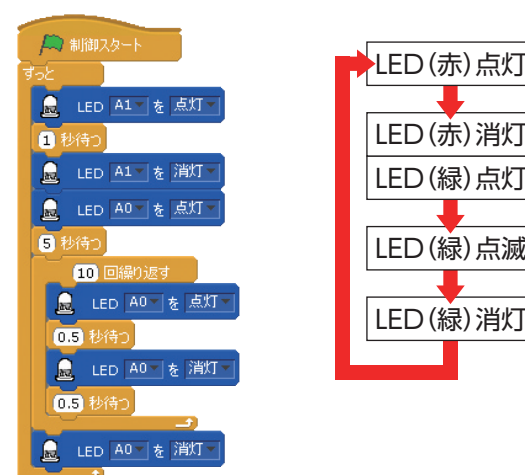 制御スタート
ずっと
LED A1 を 点灯
1 秒待つ
LED A1 を 消灯
LED A0 を 点灯
5 秒待つ
10 回繰り返す
LED A0 を 点灯
0.5 秒待つ
LED A0 を 消灯
0.5 秒待つ
LED A0 を 消灯
LED(赤)点灯
LED(赤)消灯
LED(緑)点灯
LED(緑)点滅
LED(緑)消灯